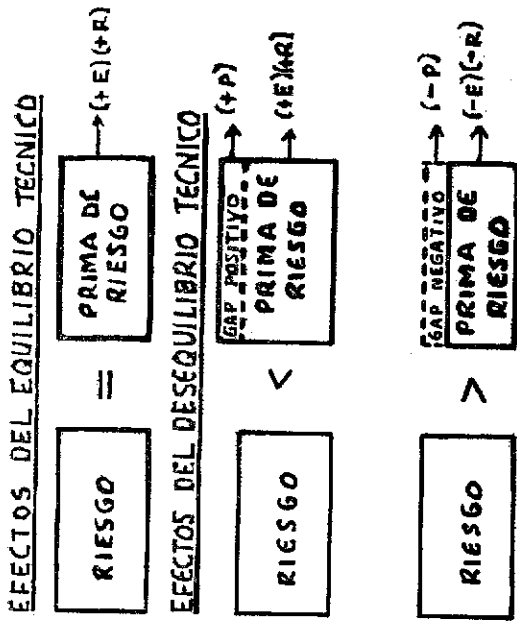 EFECTOS DEL EQUILIBRIO TECNICO
RIESGO
=
PRIMA DE
RIESGO
(+E)(+R)
EFECTOS DEL DESEQUILIBRIO TECNICO
RIESGO
<
GAP POSITIVO
PRIMA DE
RIESGO
(+P)
(+E)(+R)
RIESGO
>
GAP NEGATIVO
PRIMA DE
RIESGO
(-P)
(-E)(-R)